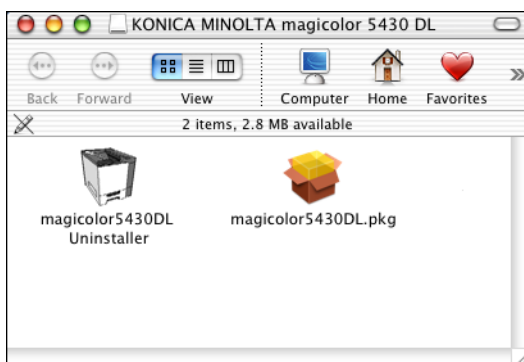 KONICA MINOLTA magicolor 5430 DL
Back Forward View Computer Home Favorites
2 items, 2.8 MB available
magicolor5430DL Uninstaller
magicolor5430DL.pkg